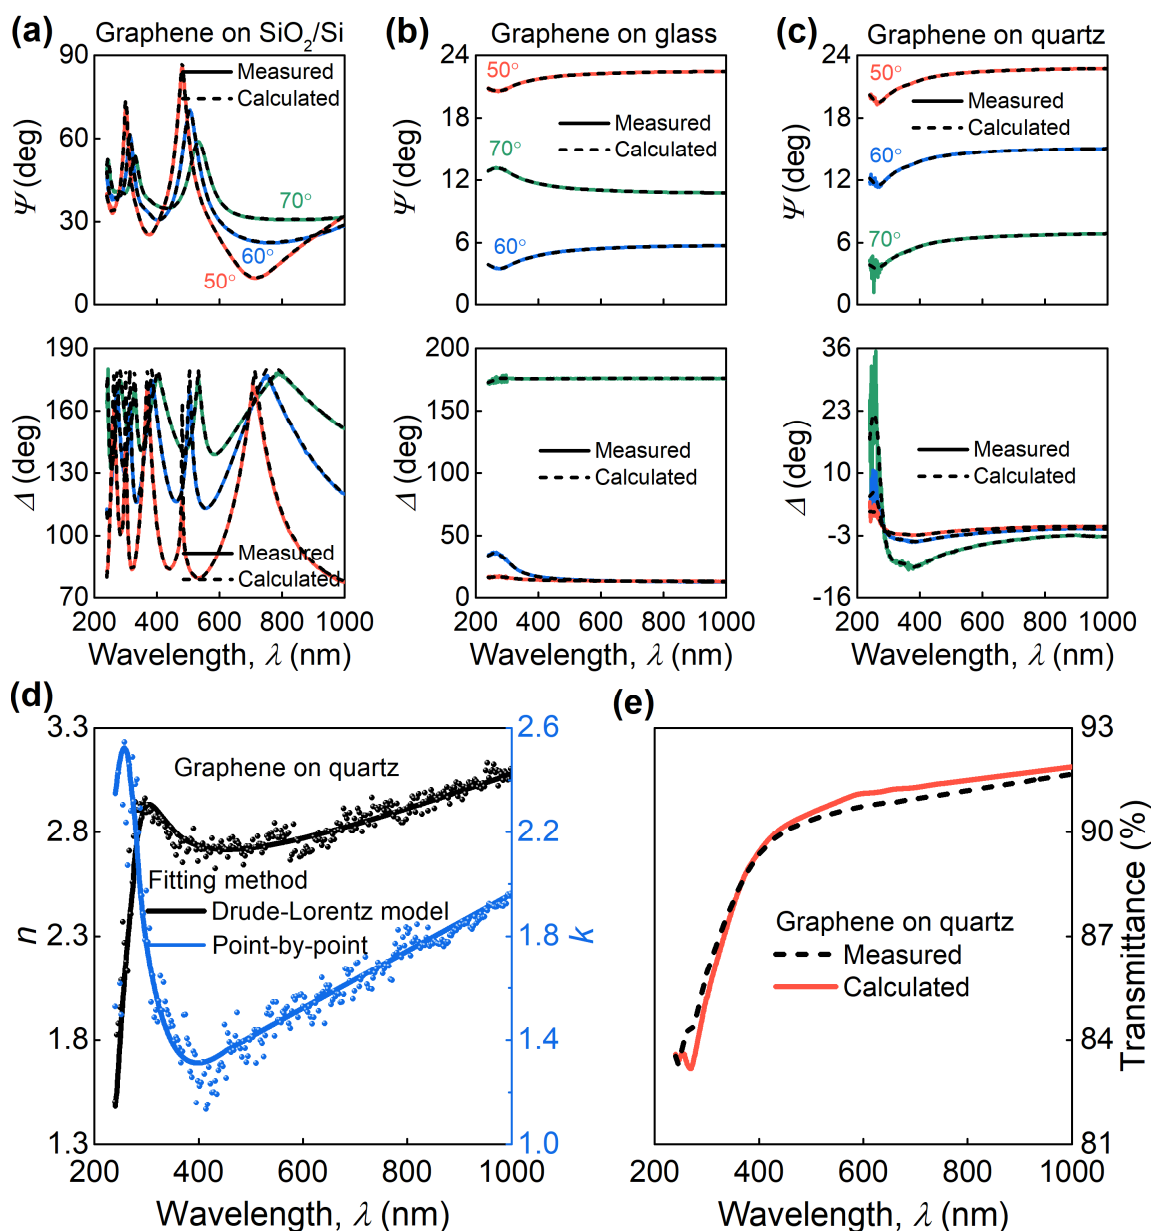 (a) Graphene on SiO2/Si
90
60
30
0
Ψ (deg)
Measured
Calculated
70°
60°
50°
(b) Graphene on glass
24
18
12
6
0
Ψ (deg)
50°
Measured
Calculated
70°
60°
(c) Graphene on quartz
24
18
12
6
0
Ψ (deg)
50°
Measured
Calculated
60°
70°
190
160
130
100
70
Δ (deg)
Measured
Calculated
200 400 600 800 1000
Wavelength, λ (nm)
200
150
100
50
0
Δ (deg)
Measured
Calculated
200 400 600 800 1000
Wavelength, λ (nm)
36
23
10
-3
-16
Δ (deg)
Measured
Calculated
200 400 600 800 1000
Wavelength, λ (nm)
(d)
3.3
2.8
2.3
1.8
1.3
n
Graphene on quartz
Fitting method
Drude-Lorentz model
Point-by-point
2.6
2.2
1.8
1.4
1.0
k
200 400 600 800 1000
Wavelength, λ (nm)
(e)
Graphene on quartz
Measured
Calculated
93
90
87
84
81
Transmittance (%)
200 400 600 800 1000
Wavelength, λ (nm)